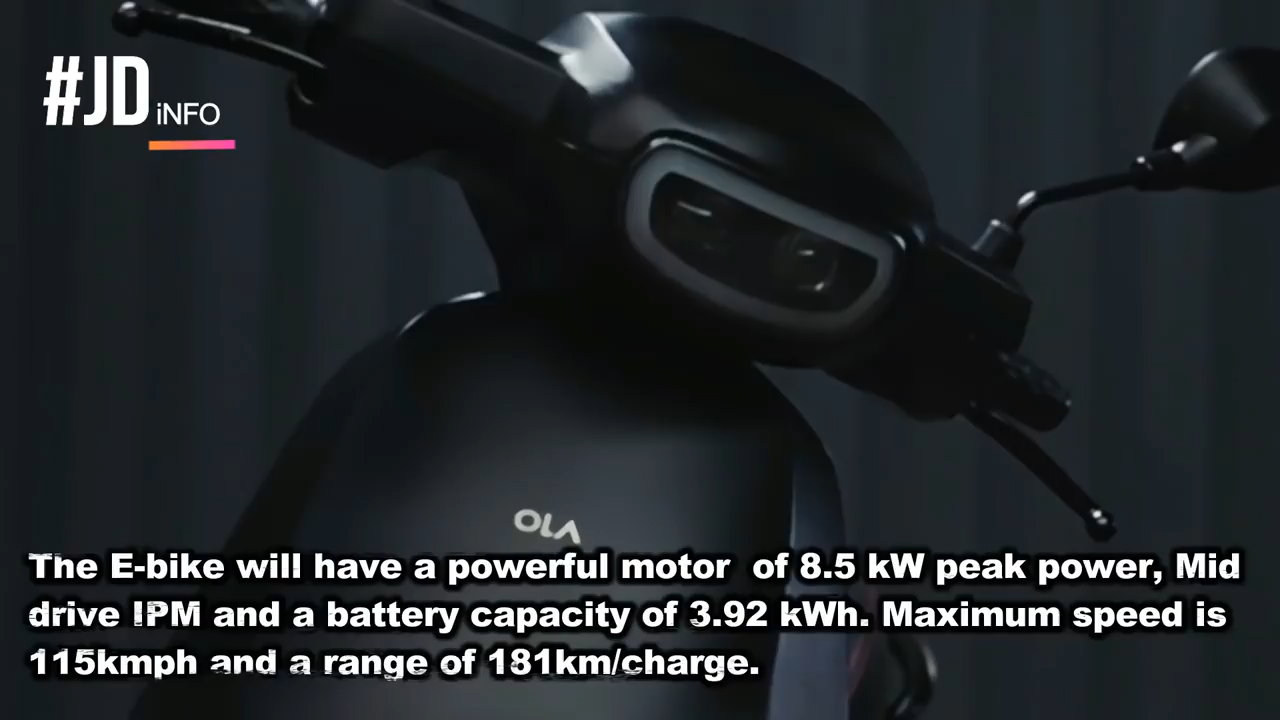 #JD iNFO
OLA
The E-bike will have a powerful motor  of 8.5 kW peak power, Mid
drive IPM and a battery capacity of 3.92 kWh. Maximum speed is
115kmph and a range of 181km/charge.